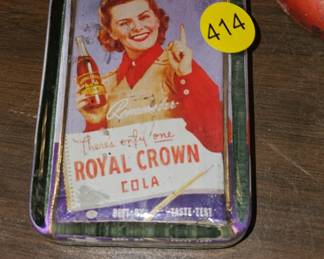 414
Remember
There's only one
ROYAL CROWN
COLA
TASTE-TEST